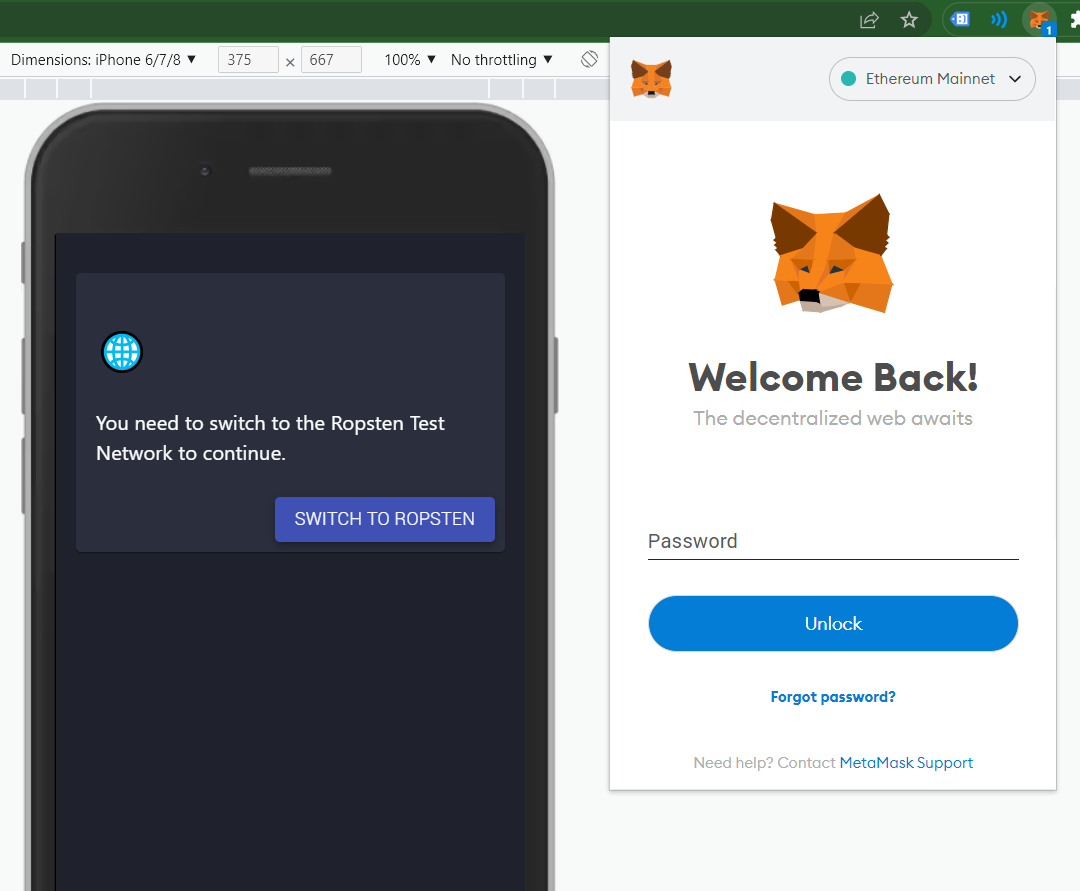 1
Dimensions: iPhone 6/7/8 ▼ 375 × 667 100% ▼ No throttling ▼
Ethereum Mainnet
You need to switch to the Ropsten Test
Network to continue.
SWITCH TO ROPSTEN
Welcome Back!
The decentralized web awaits
Password
Unlock
Forgot password?
Need help? Contact MetaMask Support